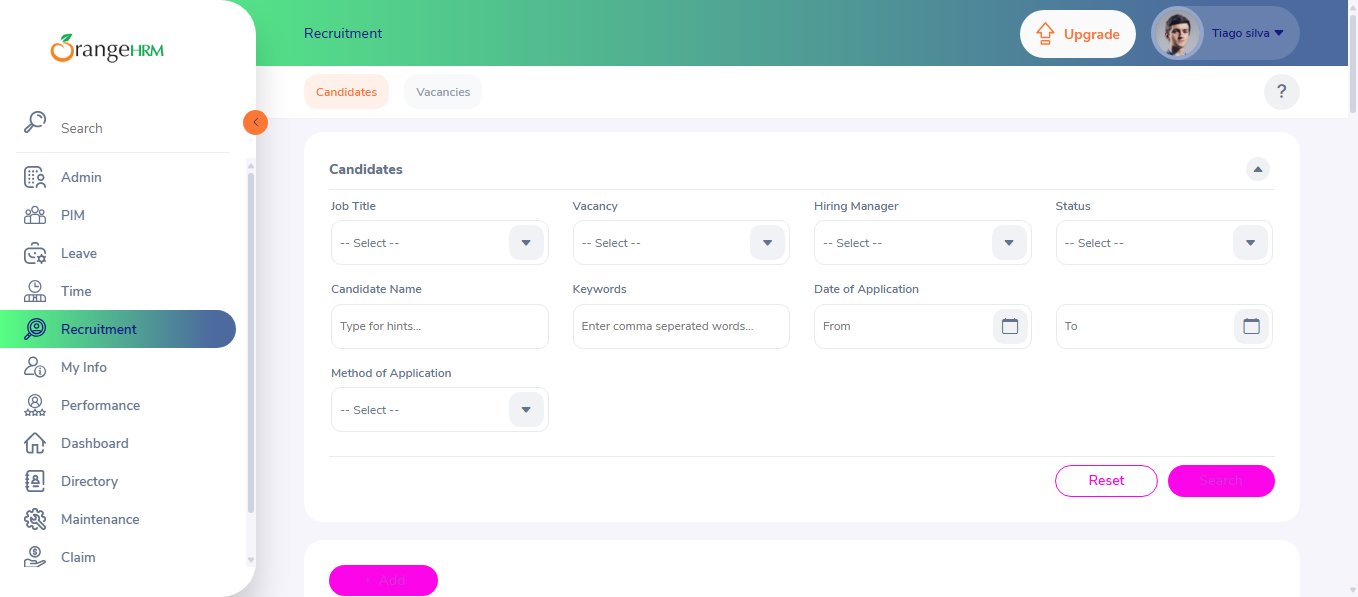 OrangeHRM
Recruitment
Upgrade
Tiago silva
Candidates
Vacancies
?
Search
Admin
PIM
Leave
Time
Recruitment
My Info
Performance
Dashboard
Directory
Maintenance
Claim
Candidates
Job Title
Vacancy
Hiring Manager
Status
-- Select --
-- Select --
-- Select --
-- Select --
Candidate Name
Keywords
Date of Application
Type for hints...
Enter comma seperated words...
From
To
Method of Application
-- Select --
Reset
Search
+ Add